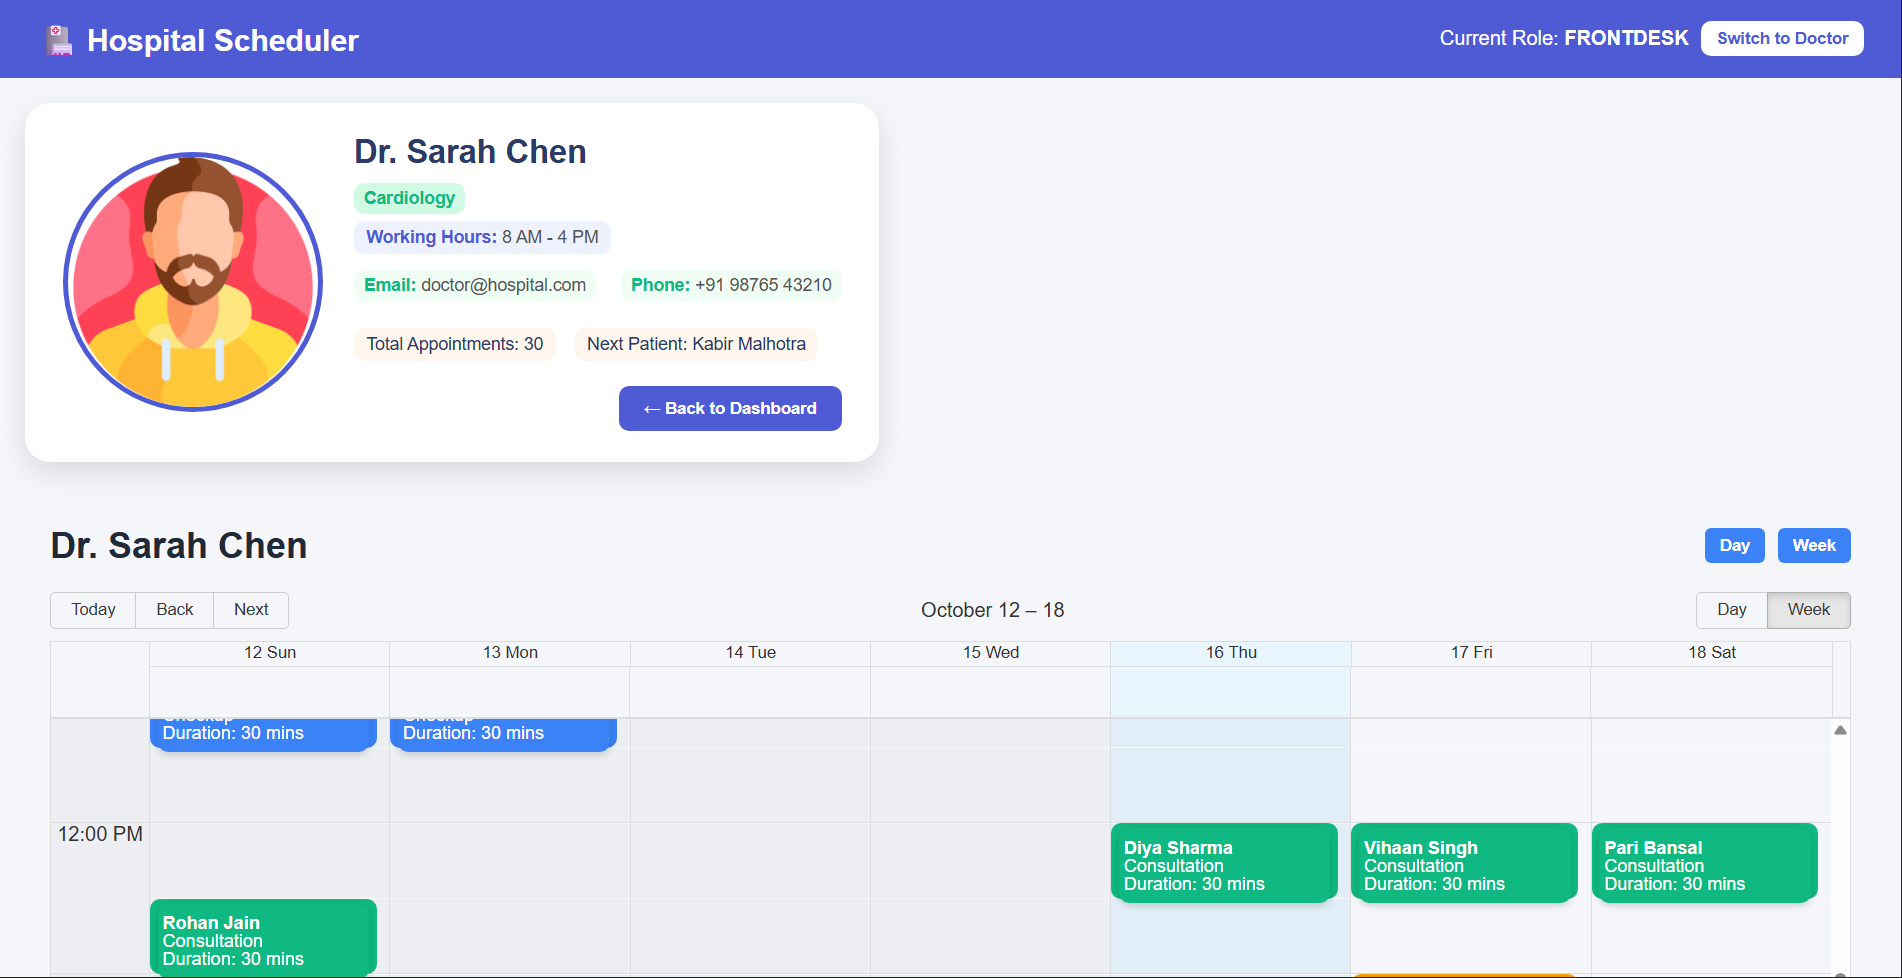 Hospital Scheduler
Current Role: FRONTDESK
Switch to Doctor
Dr. Sarah Chen
Cardiology
Working Hours: 8 AM - 4 PM
Email: doctor@hospital.com
Phone: +91 98765 43210
Total Appointments: 30
Next Patient: Kabir Malhotra
← Back to Dashboard
Dr. Sarah Chen
Day
Week
Today
Back
Next
October 12 – 18
Day
Week
12 Sun
13 Mon
14 Tue
15 Wed
16 Thu
17 Fri
18 Sat
Duration: 30 mins
Duration: 30 mins
12:00 PM
Diya Sharma
Consultation
Duration: 30 mins
Vihaan Singh
Consultation
Duration: 30 mins
Pari Bansal
Consultation
Duration: 30 mins
Rohan Jain
Consultation
Duration: 30 mins